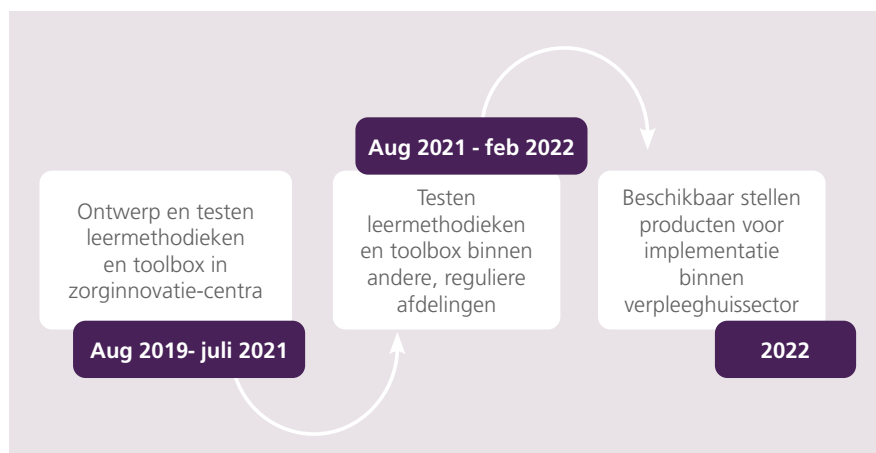 Ontwerp en testen
leermethodieken
en toolbox in
zorginnovatie-centra
Aug 2019- juli 2021
Aug 2021 - feb 2022
Testen
leermethodieken
en toolbox binnen
andere, reguliere
afdelingen
Beschikbaar stellen
producten voor
implementatie
binnen
verpleeghuissector
2022